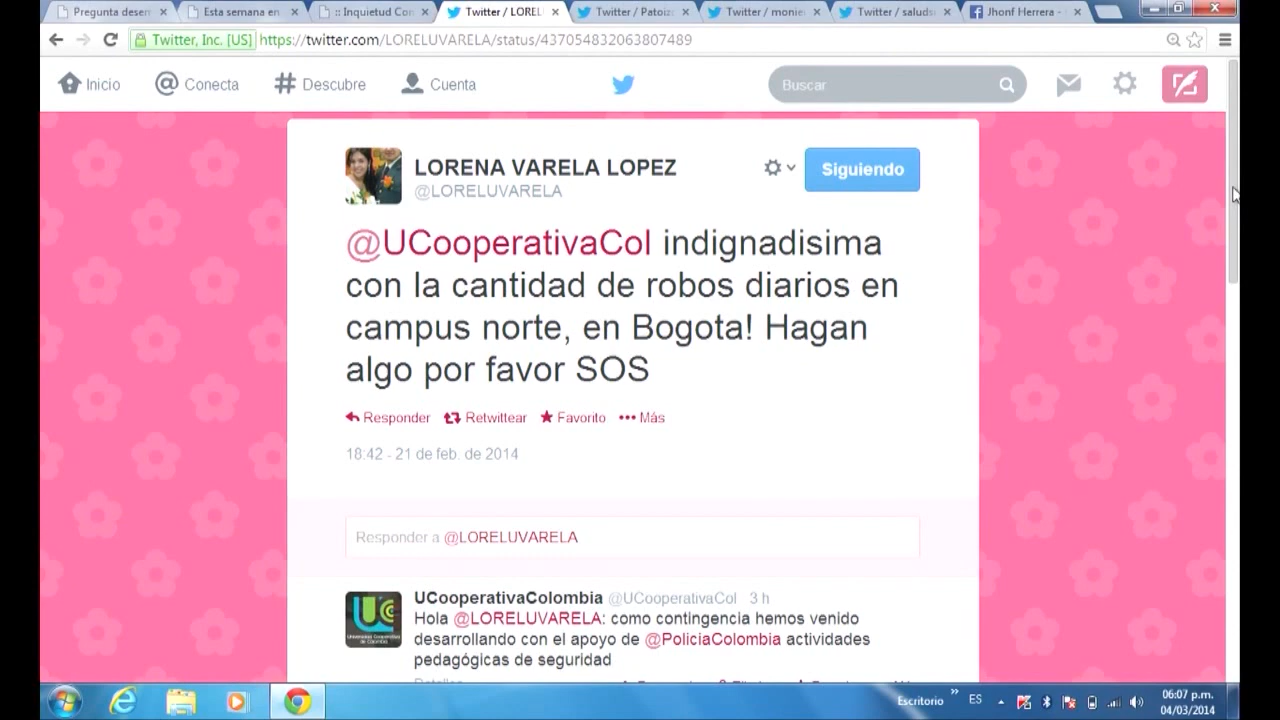 Pregunta desem
Esta semana en
:: Inquietud Con
Twitter / LOREL
Twitter / Patoiz
Twitter / monie
Twitter / saluds
Jhonf Herrera -
Twitter, Inc. [US] https://twitter.com/LORELUVARELA/status/437054832063807489
Inicio Conecta Descubre Cuenta Buscar
LORENA VARELA LOPEZ
@LORELUVARELA
Siguiendo
@UCooperativaCol indignadisima
con la cantidad de robos diarios en
campus norte, en Bogota! Hagan
algo por favor SOS
Responder Retwittear Favorito Más
18:42 - 21 de feb. de 2014
Responder a @LORELUVARELA
UCooperativaColombia @UCooperativaCol 3 h
Hola @LORELUVARELA: como contingencia hemos venido
desarrollando con el apoyo de @PoliciaColombia actividades
pedagógicas de seguridad
Escritorio » ES
06:07 p.m.
04/03/2014